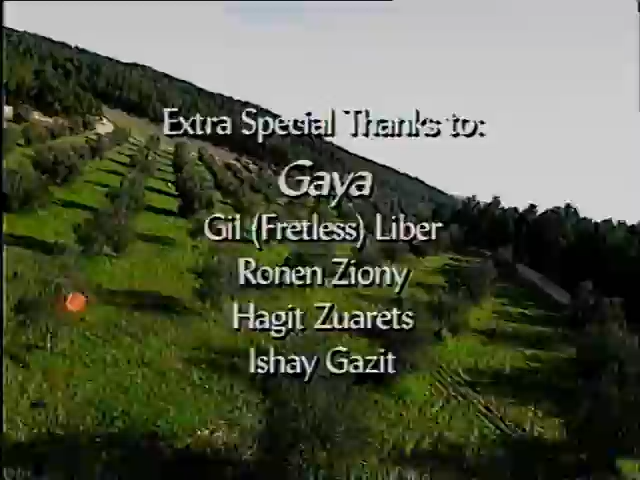 Extra Special Thanks to:
Gaya
Gil (Fretless) Liber
Ronen Ziony
Hagit Zuarets
Ishay Gazit